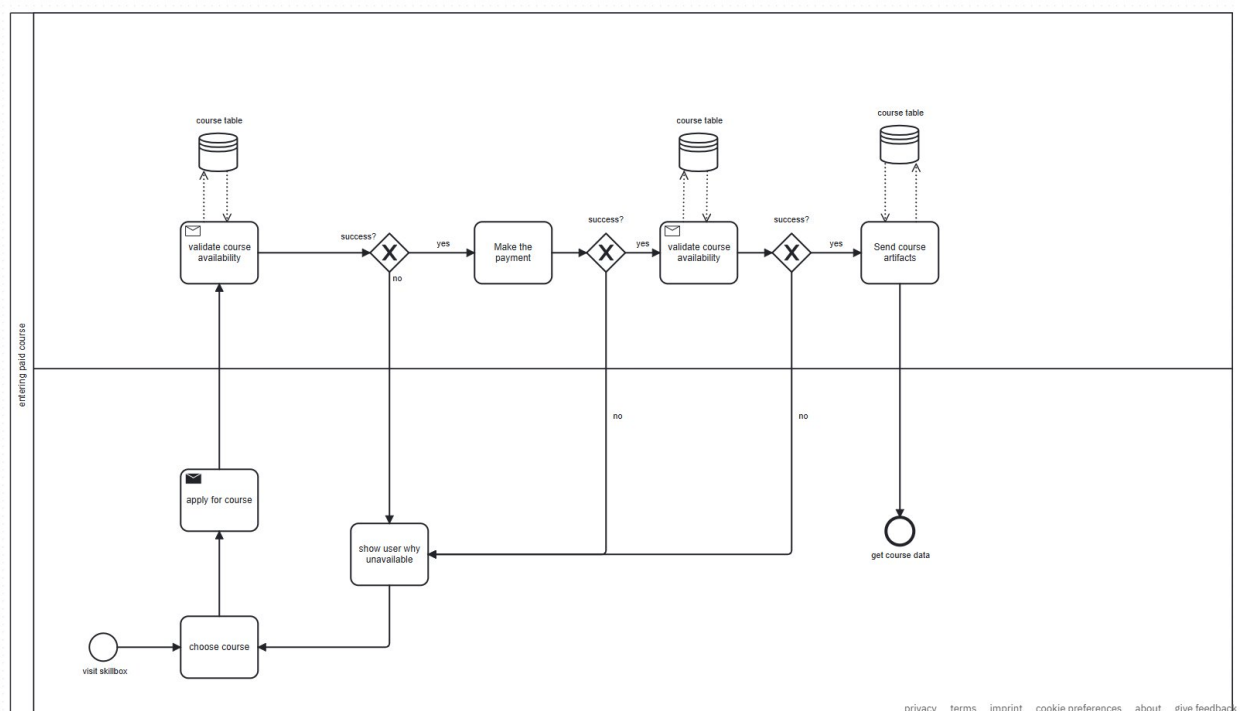 course table
course table
course table
validate course
availability
success?
yes
no
Make the
payment
success?
yes
validate course
availability
success?
yes
Send course
artifacts
entering paid course
no
no
apply for course
show user why
unavailable
get course data
visit skillbox
choose course
privacy terms imprint cookie preferences about give feedback